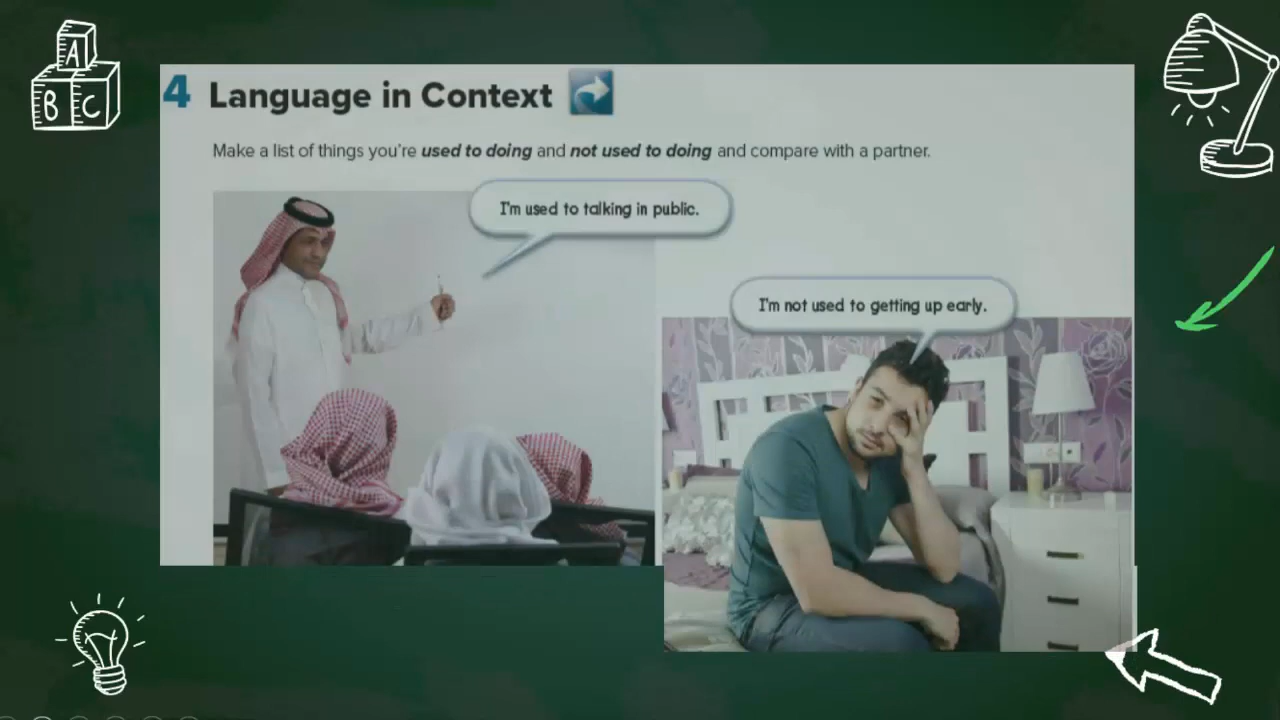 A
B C
4 Language in Context
Make a list of things you're used to doing and not used to doing and compare with a partner.
I'm used to talking in public.
I'm not used to getting up early.